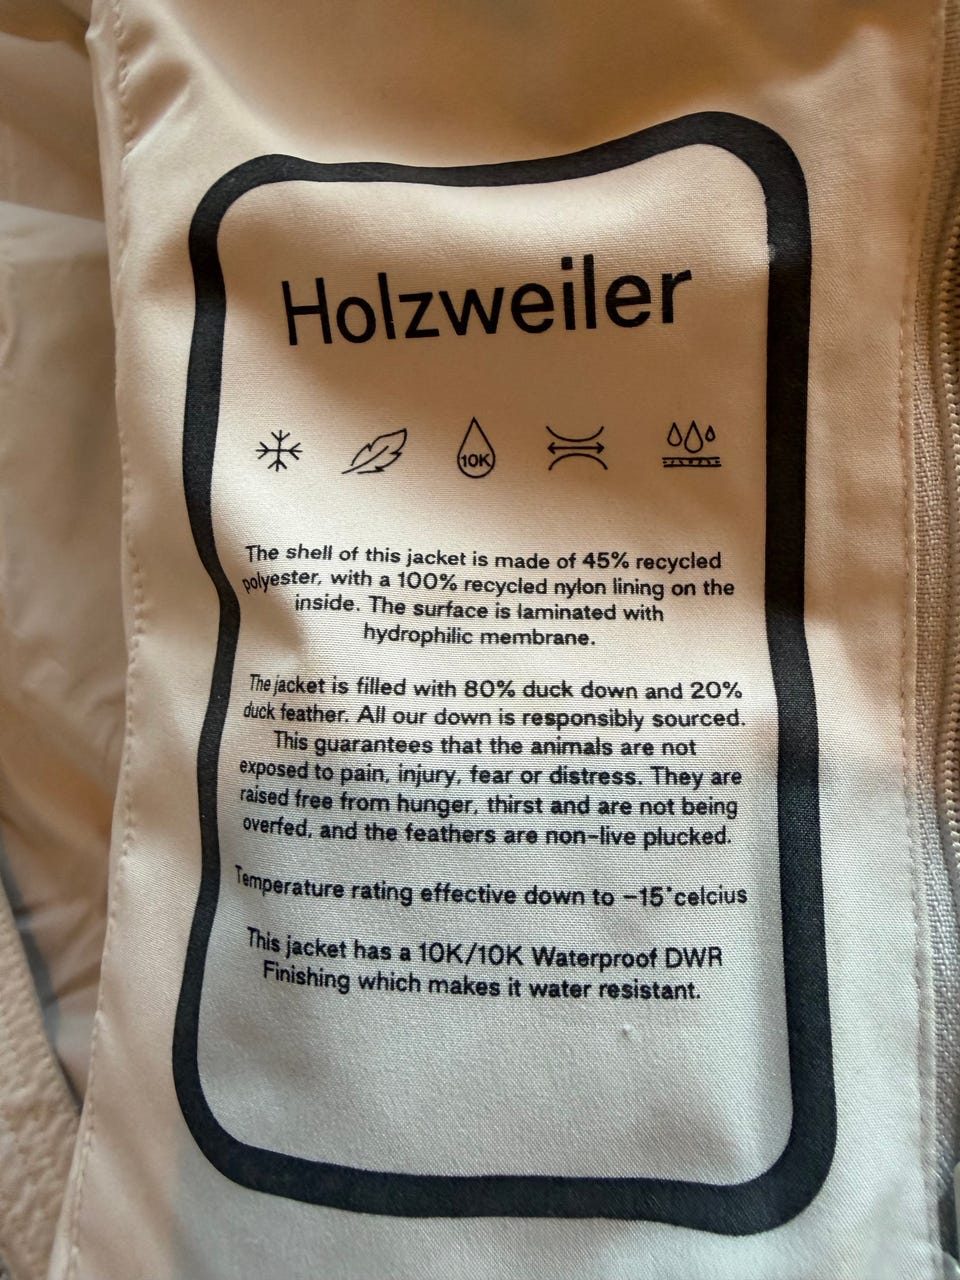 Holzweiler
10K
The shell of this jacket is made of 45% recycled
polyester, with a 100% recycled nylon lining on the
inside. The surface is laminated with
hydrophilic membrane.
The jacket is filled with 80% duck down and 20%
duck feather. All our down is responsibly sourced.
This guarantees that the animals are not
exposed to pain, injury, fear or distress. They are
raised free from hunger, thirst and are not being
overfed, and the feathers are non-live plucked.
Temperature rating effective down to -15°celcius
This jacket has a 10K/10K Waterproof DWR
Finishing which makes it water resistant.